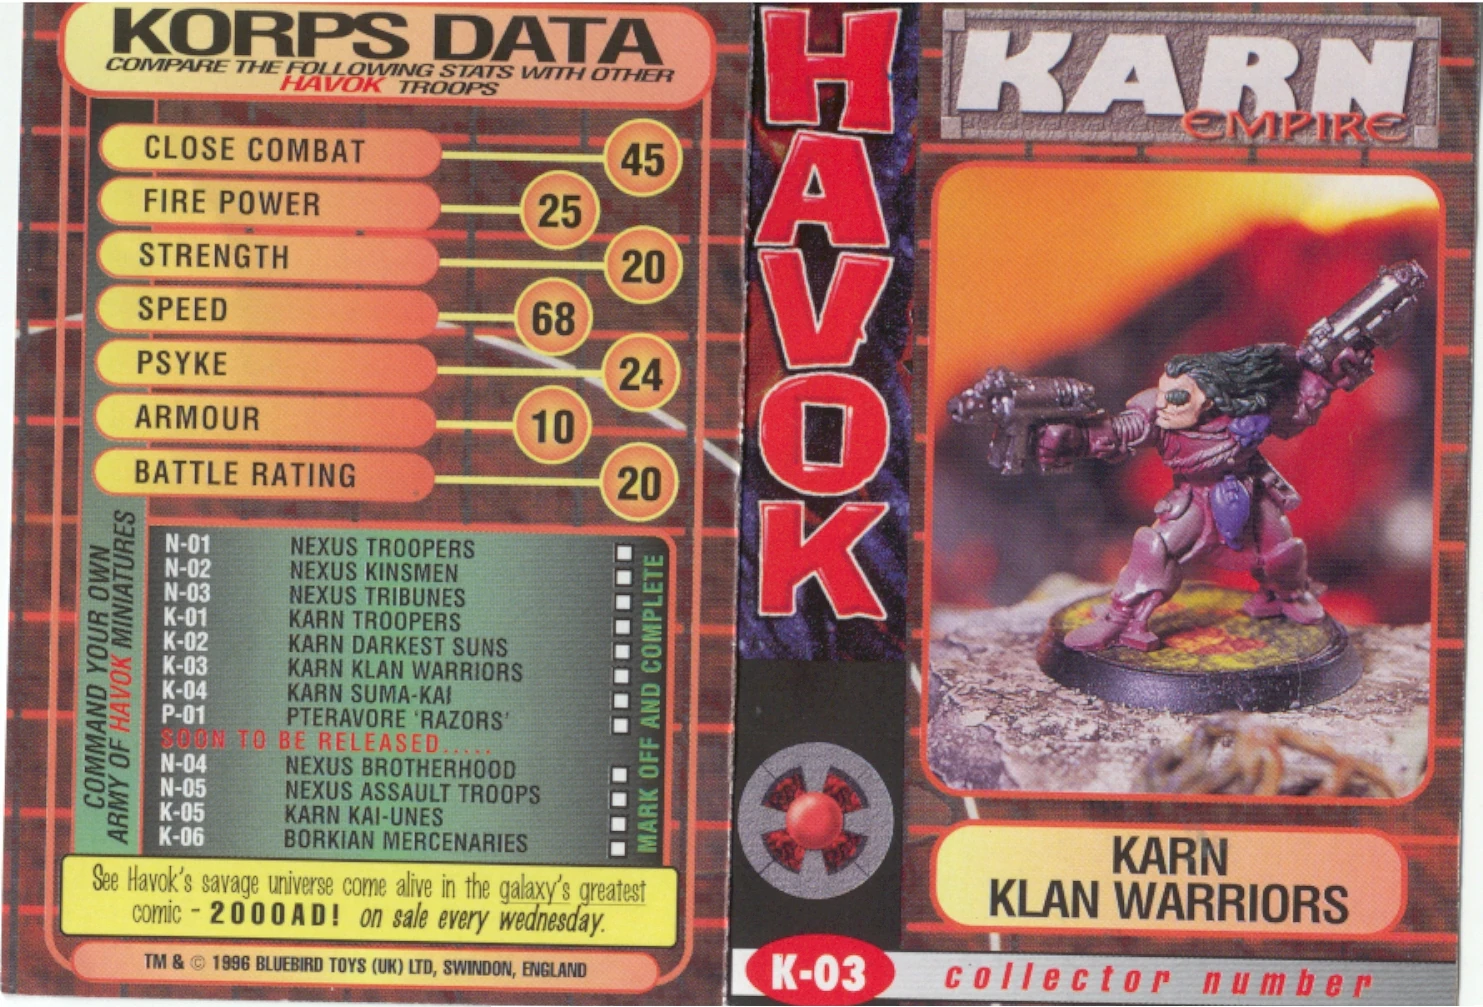 KORPS DATA
COMPARE THE FOLLOWING STATS WITH OTHER
HAVOK TROOPS
CLOSE COMBAT 45
FIRE POWER 25
STRENGTH 20
SPEED 68
PSYKE 24
ARMOUR 10
BATTLE RATING 20
COMMAND YOUR OWN
ARMY OF HAVOK MINIATURES
N-01 NEXUS TROOPERS
N-02 NEXUS KINSMEN
N-03 NEXUS TRIBUNES
K-01 KARN TROOPERS
K-02 KARN DARKEST SUNS
K-03 KARN KLAN WARRIORS
K-04 KARN SUMA-KAI
P-01 PTERAVORE 'RAZORS'
SOON TO BE RELEASED.....
N-04 NEXUS BROTHERHOOD
N-05 NEXUS ASSAULT TROOPS
K-05 KARN KAI-UNES
K-06 BORKIAN MERCENARIES
MARK OFF AND COMPLETE
See Havok's savage universe come alive in the galaxy's greatest
comic - 2000AD! on sale every wednesday.
TM & © 1996 BLUEBIRD TOYS (UK) LTD, SWINDON, ENGLAND
HAVOK
KARN
EMPIRE
KARN
KLAN WARRIORS
K-03 collector number